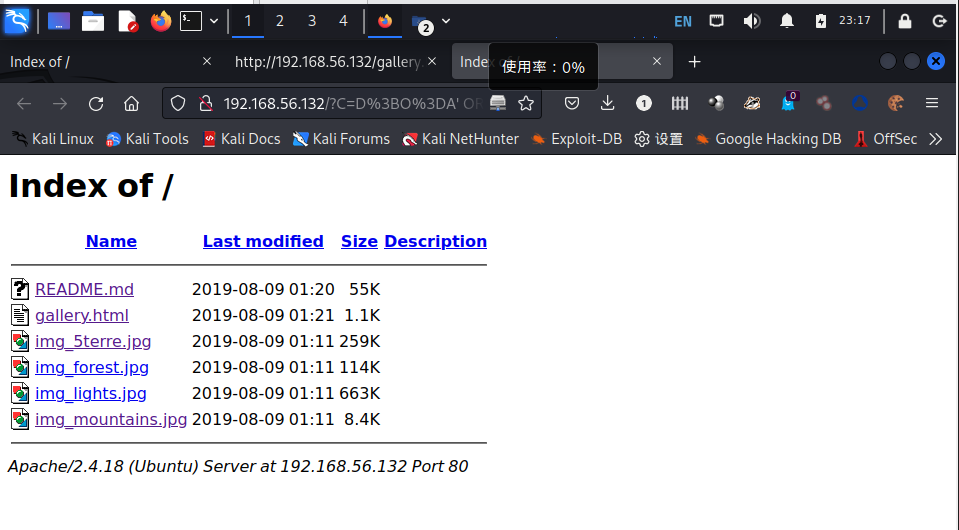 1 2 3 4 2 EN 23:17
Index of / http://192.168.56.132/gallery. Index
使用率：0%
192.168.56.132/?C=D%3BO%3DA' OR 1 0
Kali Linux Kali Tools Kali Docs Kali Forums Kali NetHunter Exploit-DB 设置 Google Hacking DB OffSec
Index of /
Name Last modified Size Description
README.md 2019-08-09 01:20 55K
gallery.html 2019-08-09 01:21 1.1K
img_5terre.jpg 2019-08-09 01:11 259K
img_forest.jpg 2019-08-09 01:11 114K
img_lights.jpg 2019-08-09 01:11 663K
img_mountains.jpg 2019-08-09 01:11 8.4K
Apache/2.4.18 (Ubuntu) Server at 192.168.56.132 Port 80